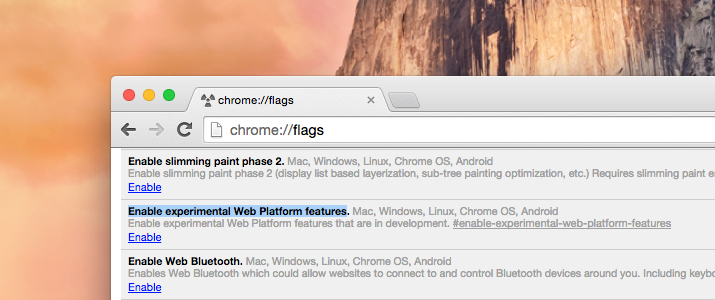 chrome://flags
chrome://flags
Enable slimming paint phase 2. Mac, Windows, Linux, Chrome OS, Android
Enable slimming paint phase 2 (display list based layerization, sub-tree painting optimization, etc.) Requires slimming paint
Enable
Enable experimental Web Platform features. Mac, Windows, Linux, Chrome OS, Android
Enable experimental Web Platform features that are in development. #enable-experimental-web-platform-features
Enable
Enable Web Bluetooth. Mac, Windows, Linux, Chrome OS, Android
Enables Web Bluetooth which could allow websites to connect to and control Bluetooth devices around you. Including
Enable